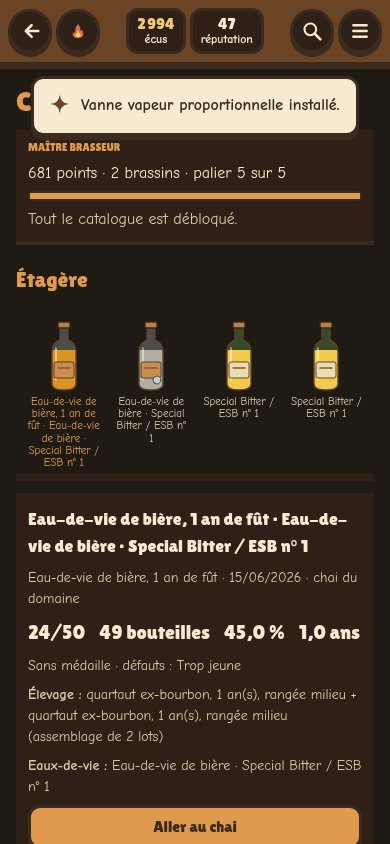 2 994
écus
47
réputation
C
Vanne vapeur proportionnelle installé.
MAÎTRE BRASSEUR
681 points · 2 brassins · palier 5 sur 5
Tout le catalogue est débloqué.
Étagère
Eau-de-vie de
bière, 1 an de
fût · Eau-de-vie
de bière ·
Special Bitter /
ESB n° 1
Eau-de-vie de
bière · Special
Bitter / ESB n°
1
Special Bitter /
ESB n° 1
Special Bitter /
ESB n° 1
Eau-de-vie de bière, 1 an de fût · Eau-de-
vie de bière · Special Bitter / ESB n° 1
Eau-de-vie de bière, 1 an de fût · 15/06/2026 · chai du
domaine
24/50 49 bouteilles 45,0 % 1,0 ans
Sans médaille · défauts : Trop jeune
Élevage : quartaut ex-bourbon, 1 an(s), rangée milieu +
quartaut ex-bourbon, 1 an(s), rangée milieu
(assemblage de 2 lots)
Eaux-de-vie : Eau-de-vie de bière · Special Bitter / ESB
n° 1
Aller au chai